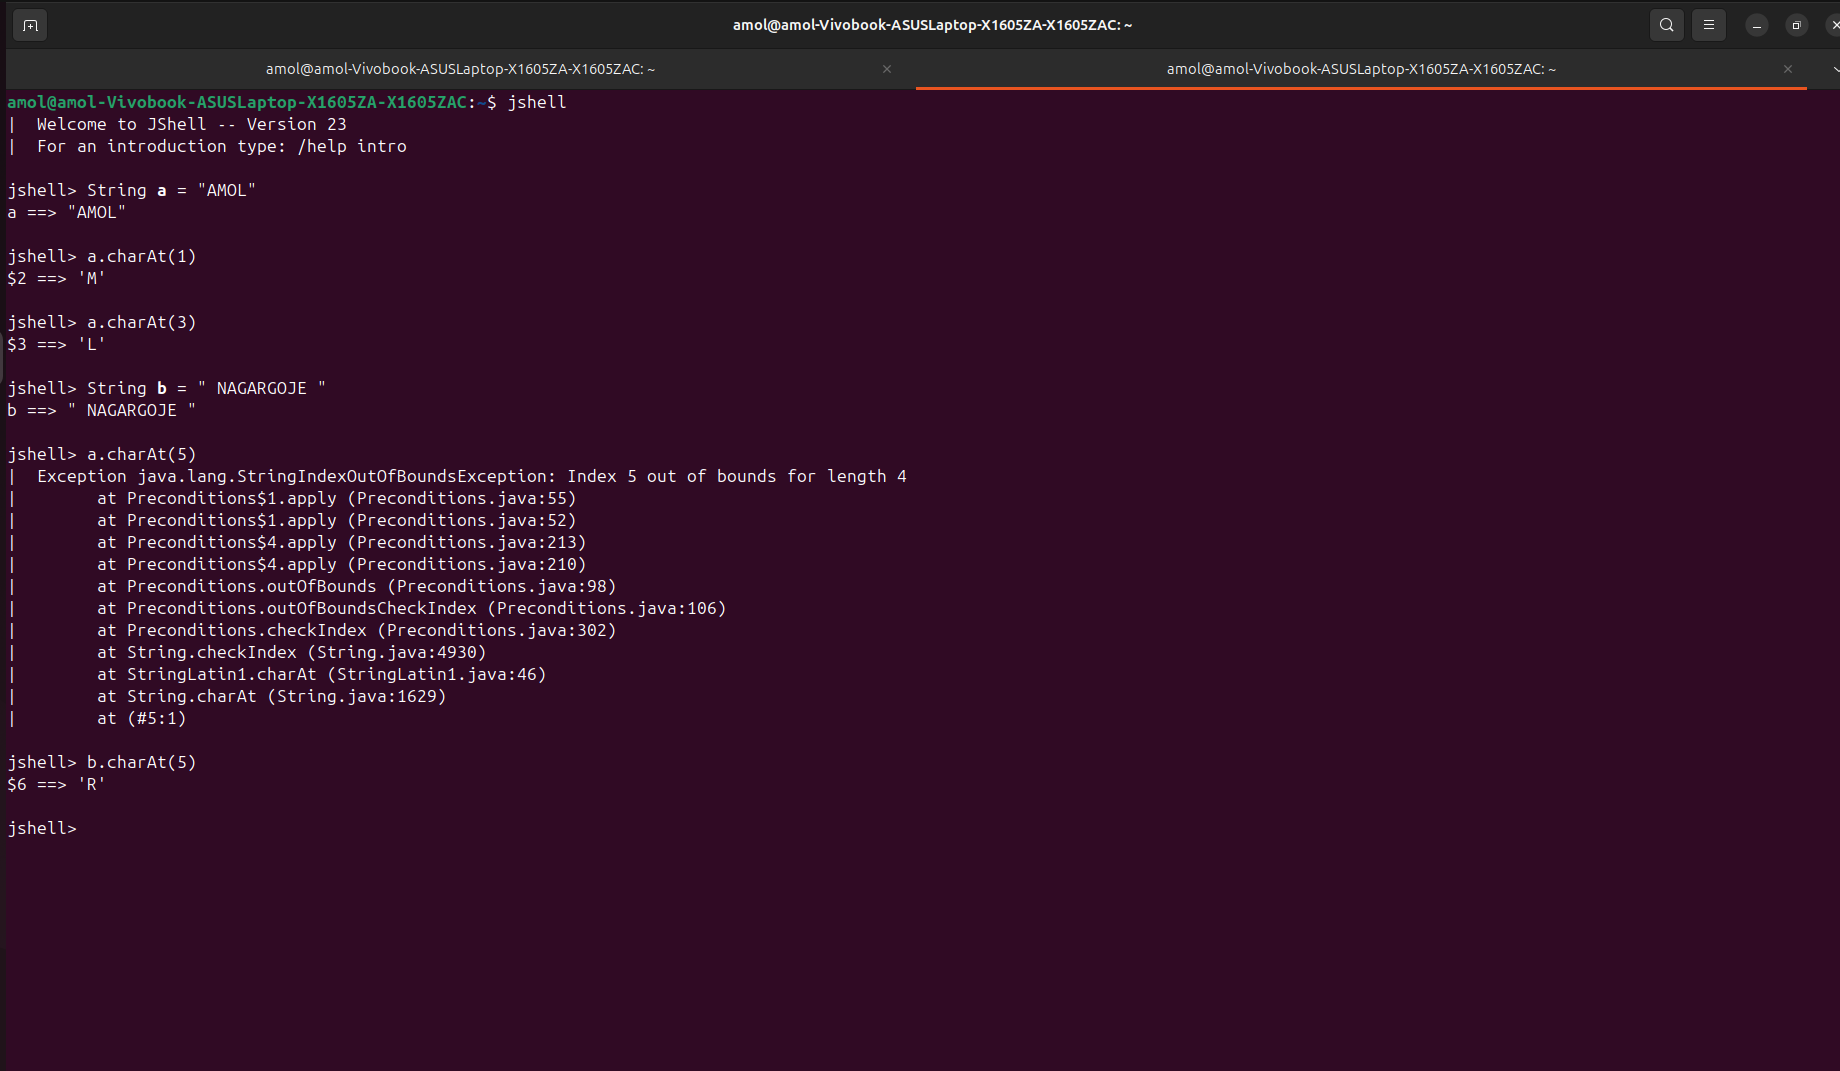 amol@amol-Vivobook-ASUSLaptop-X1605ZA-X1605ZAC: ~
amol@amol-Vivobook-ASUSLaptop-X1605ZA-X1605ZAC: ~
amol@amol-Vivobook-ASUSLaptop-X1605ZA-X1605ZAC: ~
amol@amol-Vivobook-ASUSLaptop-X1605ZA-X1605ZAC:~$ jshell
|  Welcome to JShell -- Version 23
|  For an introduction type: /help intro
jshell> String a = "AMOL"
a ==> "AMOL"
jshell> a.charAt(1)
$2 ==> 'M'
jshell> a.charAt(3)
$3 ==> 'L'
jshell> String b = " NAGARGOJE "
b ==> " NAGARGOJE "
jshell> a.charAt(5)
|  Exception java.lang.StringIndexOutOfBoundsException: Index 5 out of bounds for length 4
|        at Preconditions$1.apply (Preconditions.java:55)
|        at Preconditions$1.apply (Preconditions.java:52)
|        at Preconditions$4.apply (Preconditions.java:213)
|        at Preconditions$4.apply (Preconditions.java:210)
|        at Preconditions.outOfBounds (Preconditions.java:98)
|        at Preconditions.outOfBoundsCheckIndex (Preconditions.java:106)
|        at Preconditions.checkIndex (Preconditions.java:302)
|        at String.checkIndex (String.java:4930)
|        at StringLatin1.charAt (StringLatin1.java:46)
|        at String.charAt (String.java:1629)
|        at (#5:1)
jshell> b.charAt(5)
$6 ==> 'R'
jshell>